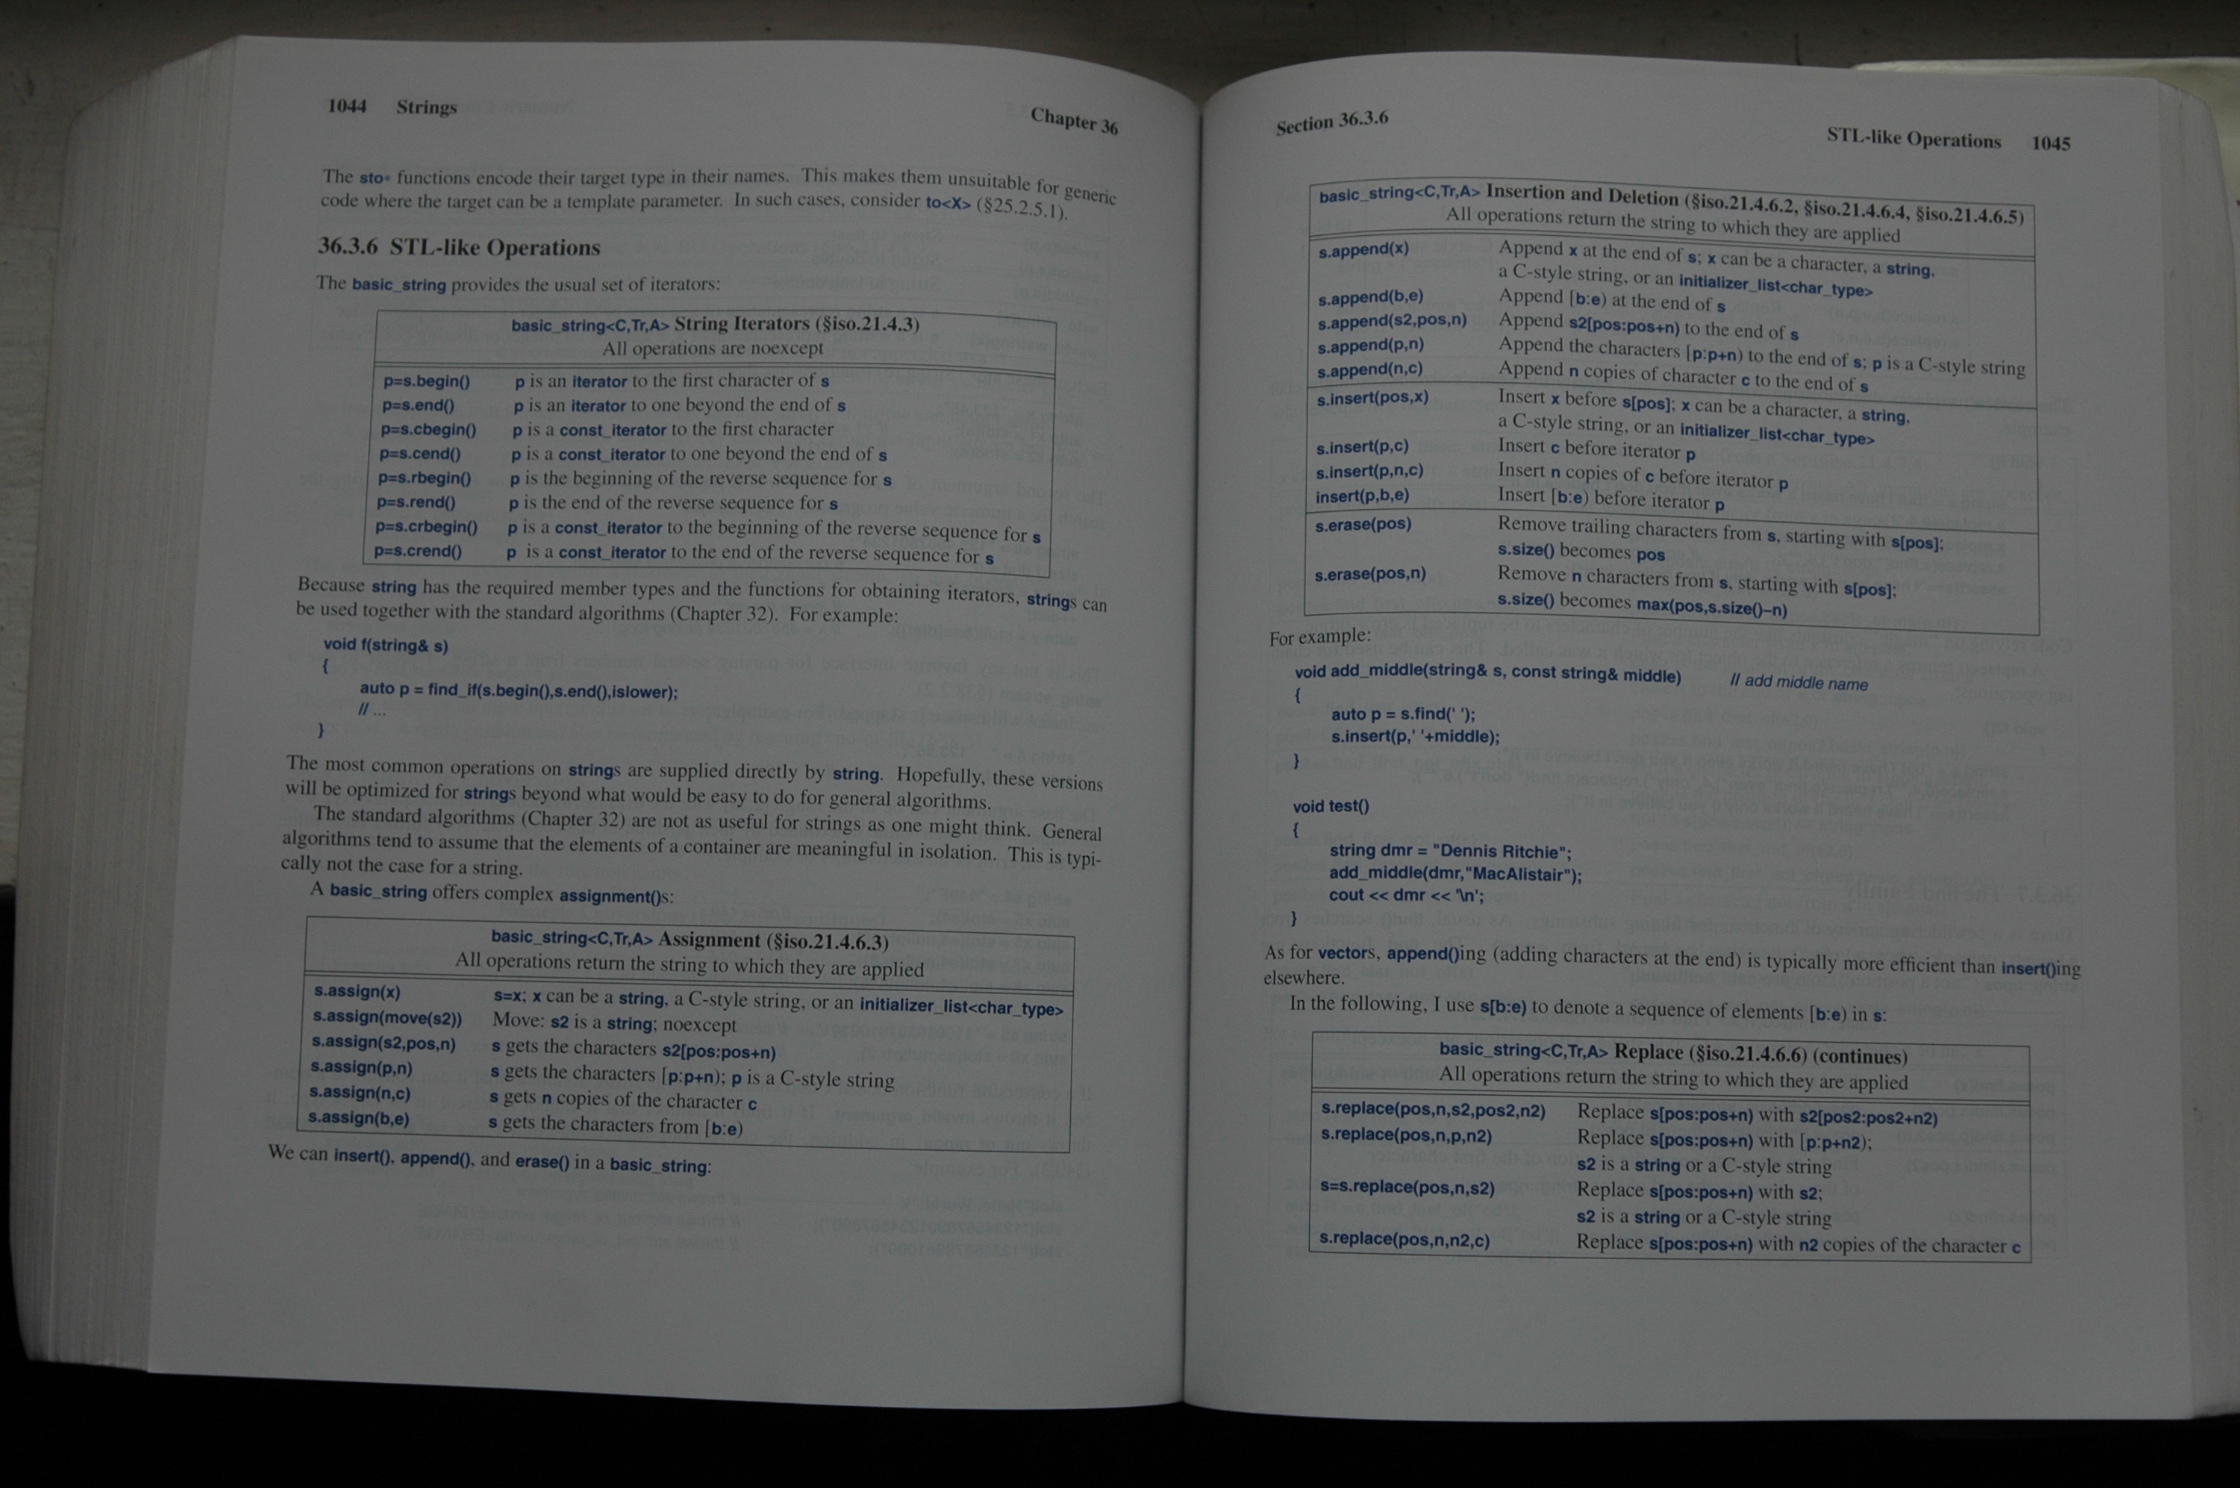 1044 Strings Chapter 36
The sto* functions encode their target type in their names. This makes them unsuitable for generic
code where the target can be a template parameter. In such cases, consider to<X> (§25.2.5.1).
36.3.6 STL-like Operations
The basic_string provides the usual set of iterators:
basic_string<C,Tr,A> String Iterators (§iso.21.4.3)
All operations are noexcept
p=s.begin() p is an iterator to the first character of s
p=s.end() p is an iterator to one beyond the end of s
p=s.cbegin() p is a const_iterator to the first character
p=s.cend() p is a const_iterator to one beyond the end of s
p=s.rbegin() p is the beginning of the reverse sequence for s
p=s.rend() p is the end of the reverse sequence for s
p=s.crbegin() p is a const_iterator to the beginning of the reverse sequence for s
p=s.crend() p is a const_iterator to the end of the reverse sequence for s
Because string has the required member types and the functions for obtaining iterators, strings can
be used together with the standard algorithms (Chapter 32). For example:
void f(string& s)
{
auto p = find_if(s.begin(),s.end(),islower);
// ...
}
The most common operations on strings are supplied directly by string. Hopefully, these versions
will be optimized for strings beyond what would be easy to do for general algorithms.
The standard algorithms (Chapter 32) are not as useful for strings as one might think. General
algorithms tend to assume that the elements of a container are meaningful in isolation. This is typi-
cally not the case for a string.
A basic_string offers complex assignment()s:
basic_string<C,Tr,A> Assignment (§iso.21.4.6.3)
All operations return the string to which they are applied
s.assign(x) s=x; x can be a string, a C-style string, or an initializer_list<char_type>
s.assign(move(s2)) Move: s2 is a string; noexcept
s.assign(s2,pos,n) s gets the characters s2[pos:pos+n)
s.assign(p,n) s gets the characters [p:p+n); p is a C-style string
s.assign(n,c) s gets n copies of the character c
s.assign(b,e) s gets the characters from [b:e)
We can insert(), append(), and erase() in a basic_string:
Section 36.3.6 STL-like Operations 1045
basic_string<C,Tr,A> Insertion and Deletion (§iso.21.4.6.2, §iso.21.4.6.4, §iso.21.4.6.5)
All operations return the string to which they are applied
s.append(x) Append x at the end of s; x can be a character, a string,
a C-style string, or an initializer_list<char_type>
s.append(b,e) Append [b:e) at the end of s
s.append(s2,pos,n) Append s2[pos:pos+n) to the end of s
s.append(p,n) Append the characters [p:p+n) to the end of s; p is a C-style string
s.append(n,c) Append n copies of character c to the end of s
s.insert(pos,x) Insert x before s[pos]; x can be a character, a string,
a C-style string, or an initializer_list<char_type>
s.insert(p,c) Insert c before iterator p
s.insert(p,n,c) Insert n copies of c before iterator p
insert(p,b,e) Insert [b:e) before iterator p
s.erase(pos) Remove trailing characters from s, starting with s[pos];
s.size() becomes pos
s.erase(pos,n) Remove n characters from s, starting with s[pos];
s.size() becomes max(pos,s.size()–n)
For example:
void add_middle(string& s, const string& middle) // add middle name
{
auto p = s.find(' ');
s.insert(p,' '+middle);
}
void test()
{
string dmr = "Dennis Ritchie";
add_middle(dmr,"MacAlistair");
cout << dmr << '\n';
}
As for vectors, append()ing (adding characters at the end) is typically more efficient than insert()ing
elsewhere.
In the following, I use s[b:e) to denote a sequence of elements [b:e) in s:
basic_string<C,Tr,A> Replace (§iso.21.4.6.6) (continues)
All operations return the string to which they are applied
s.replace(pos,n,s2,pos2,n2) Replace s[pos:pos+n) with s2[pos2:pos2+n2)
s.replace(pos,n,p,n2) Replace s[pos:pos+n) with [p:p+n2);
s2 is a string or a C-style string
s=s.replace(pos,n,s2) Replace s[pos:pos+n) with s2;
s2 is a string or a C-style string
s.replace(pos,n,n2,c) Replace s[pos:pos+n) with n2 copies of the character c